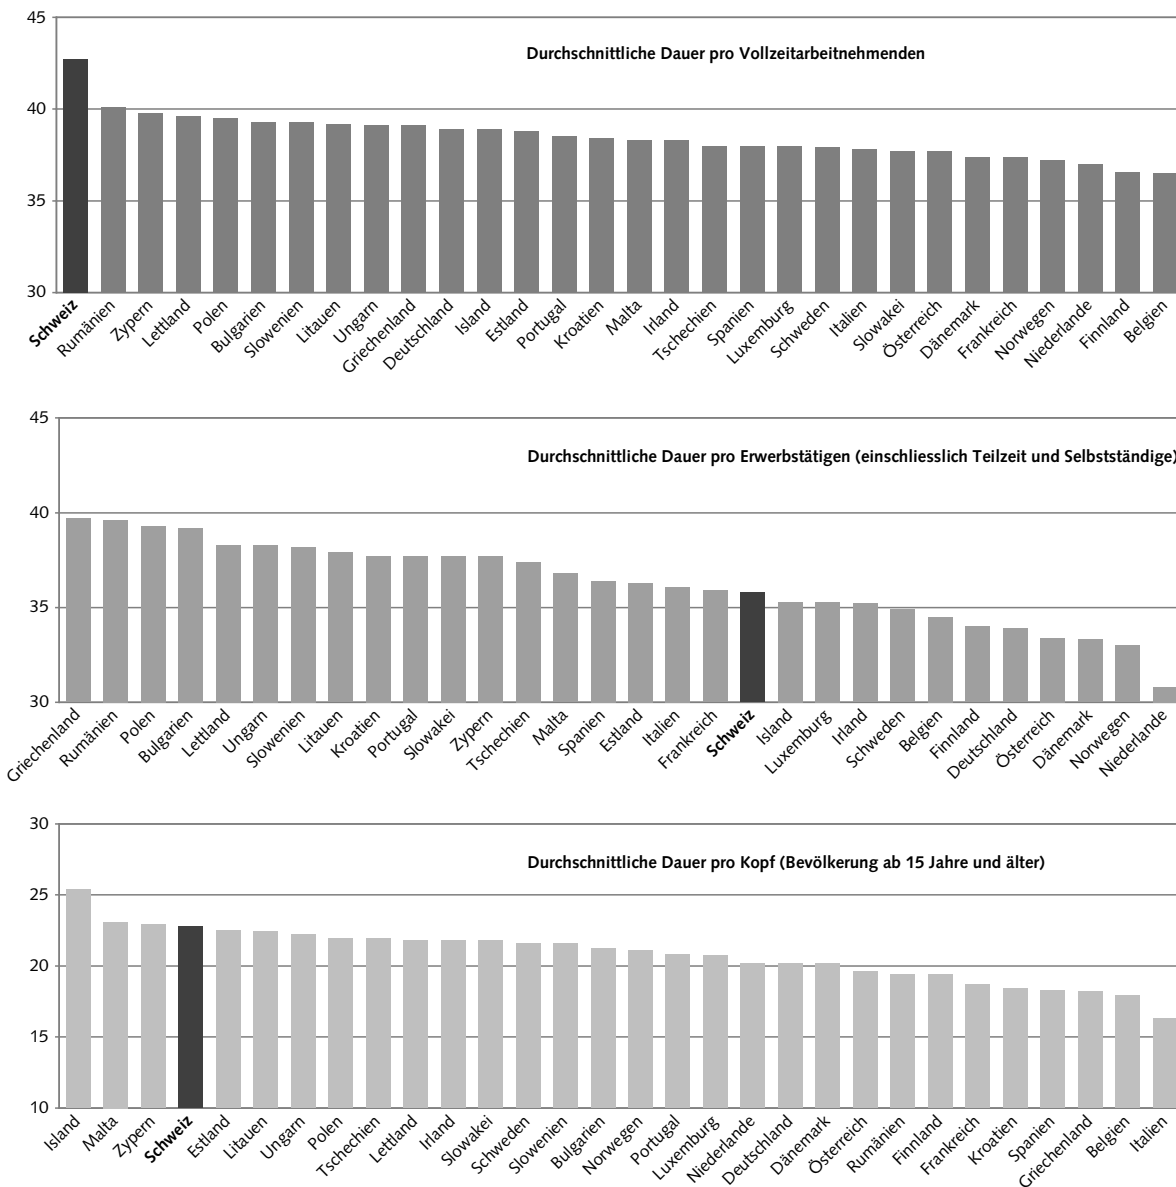 45
Durchschnittliche Dauer pro Vollzeitarbeitnehmenden
40
35
30
Schweiz
Rumänien
Zypern
Lettland
Polen
Bulgarien
Slowenien
Litauen
Ungarn
Griechenland
Deutschland
Island
Estland
Portugal
Kroatien
Malta
Irland
Tschechien
Spanien
Luxemburg
Schweden
Italien
Slowakei
Österreich
Dänemark
Frankreich
Norwegen
Niederlande
Finnland
Belgien
45
Durchschnittliche Dauer pro Erwerbstätigen (einschliesslich Teilzeit und Selbstständige)
40
35
30
Griechenland
Rumänien
Polen
Bulgarien
Lettland
Ungarn
Slowenien
Litauen
Kroatien
Portugal
Slowakei
Zypern
Tschechien
Malta
Spanien
Estland
Italien
Frankreich
Schweiz
Island
Luxemburg
Irland
Schweden
Belgien
Finnland
Deutschland
Österreich
Dänemark
Norwegen
Niederlande
30
Durchschnittliche Dauer pro Kopf (Bevölkerung ab 15 Jahre und älter)
25
20
15
10
Island
Malta
Zypern
Schweiz
Estland
Litauen
Ungarn
Polen
Tschechien
Lettland
Irland
Slowakei
Schweden
Slowenien
Bulgarien
Norwegen
Portugal
Luxemburg
Niederlande
Deutschland
Dänemark
Österreich
Rumänien
Finnland
Frankreich
Kroatien
Spanien
Griechenland
Belgien
Italien